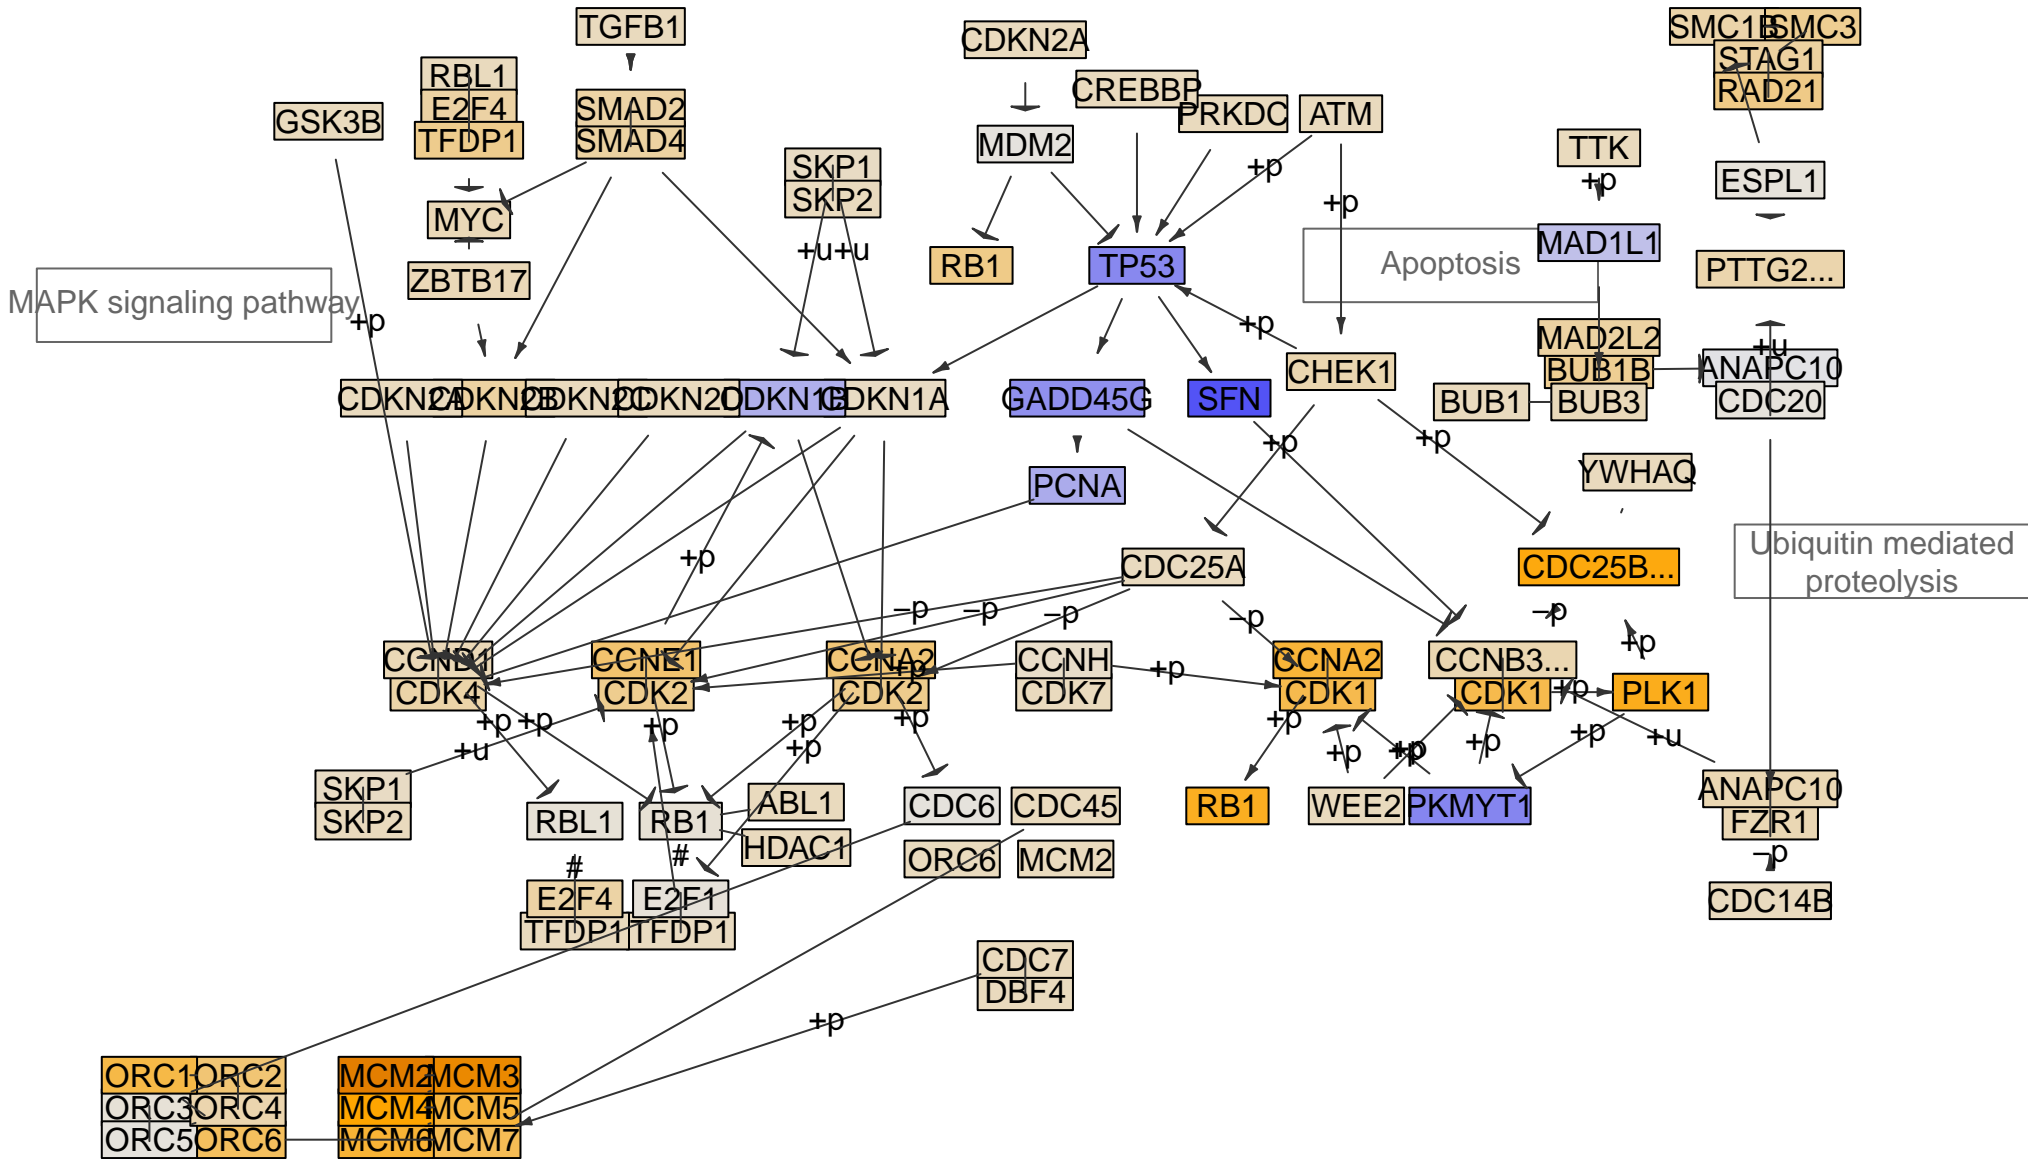 TGFB1
CDKN2A
SMC1B
SMC3
STAG1
RAD21
RBL1
E2F4
TFDP1
GSK3B
SMAD2
SMAD4
CREBBP
PRKDC
ATM
MDM2
SKP1
SKP2
TTK
+p
ESPL1
MYC
+p
+p
+u
+u
RB1
TP53
Apoptosis
MAD1L1
PTTG2...
ZBTB17
MAPK signaling pathway
+p
+p
MAD2L2
+u
BUB1B
ANAPC10
CHEK1
CDKN2A
CDKN2B
CDKN2C
CDKN2D
CDKN1B
CDKN1A
GADD45G
SFN
BUB1
BUB3
CDC20
+p
+p
YWHAQ
PCNA
+p
CDC25A
CDC25B...
Ubiquitin mediated
proteolysis
−p
−p
−p
−p
−p
+p
CCND1
CDK4
CCNE1
CDK2
CCNA2
CDK2
+p
CCNH
CDK7
+p
CCNA2
CDK1
CCNB3...
CDK1
+p
PLK1
+p
+p
+p
+p
+p
+p
+p
+u
+p
+p
+p
+p
+p
+u
SKP1
SKP2
RBL1
RB1
ABL1
HDAC1
CDC6
CDC45
ORC6
MCM2
RB1
WEE2
PKMYT1
ANAPC10
FZR1
−p
CDC14B
#
#
E2F4
TFDP1
E2F1
TFDP1
CDC7
DBF4
+p
ORC1
ORC2
MCM2
MCM3
ORC3
ORC4
MCM4
MCM5
ORC5
ORC6
MCM6
MCM7